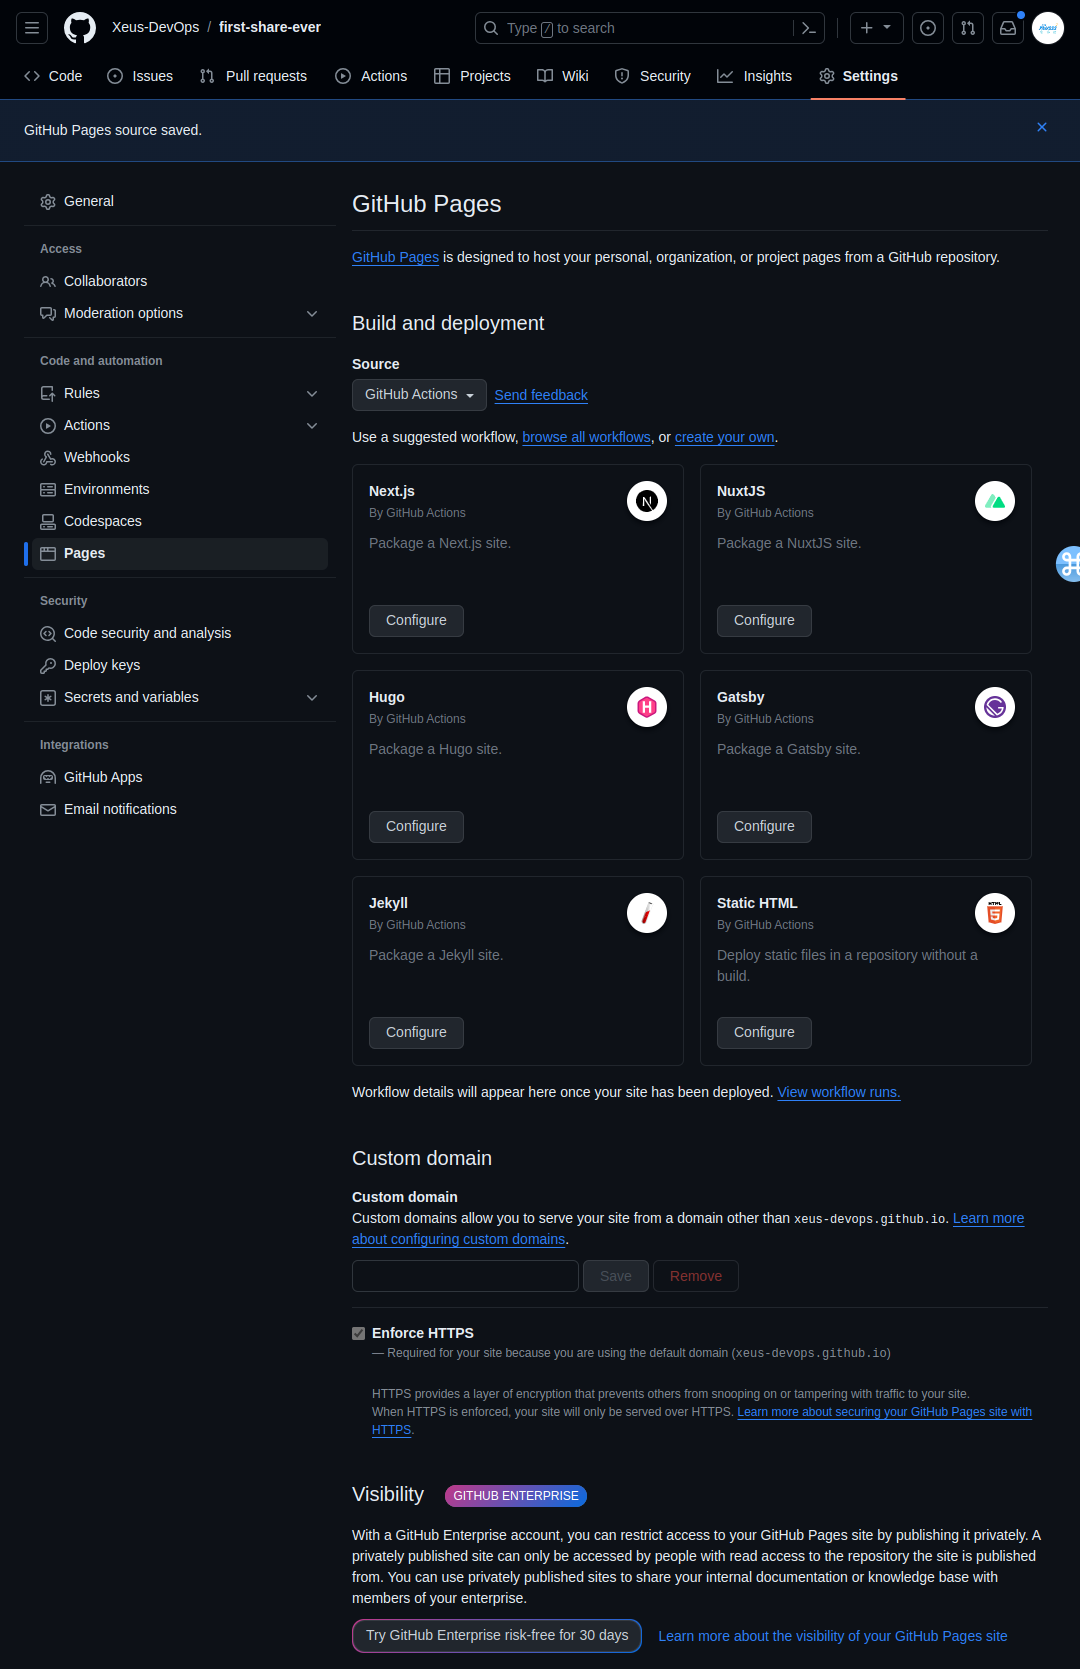 Xeus-DevOps / first-share-ever
Type / to search
Code Issues Pull requests Actions Projects Wiki Security Insights Settings
GitHub Pages source saved.
General
Access
Collaborators
Moderation options
Code and automation
Rules
Actions
Webhooks
Environments
Codespaces
Pages
Security
Code security and analysis
Deploy keys
Secrets and variables
Integrations
GitHub Apps
Email notifications
GitHub Pages
GitHub Pages is designed to host your personal, organization, or project pages from a GitHub repository.
Build and deployment
Source
GitHub Actions Send feedback
Use a suggested workflow, browse all workflows, or create your own.
Next.js
By GitHub Actions
Package a Next.js site.
Configure
NuxtJS
By GitHub Actions
Package a NuxtJS site.
Configure
Hugo
By GitHub Actions
Package a Hugo site.
Configure
Gatsby
By GitHub Actions
Package a Gatsby site.
Configure
Jekyll
By GitHub Actions
Package a Jekyll site.
Configure
Static HTML
By GitHub Actions
Deploy static files in a repository without a
build.
Configure
Workflow details will appear here once your site has been deployed. View workflow runs.
Custom domain
Custom domain
Custom domains allow you to serve your site from a domain other than xeus-devops.github.io. Learn more
about configuring custom domains.
Save Remove
Enforce HTTPS
— Required for your site because you are using the default domain (xeus-devops.github.io)
HTTPS provides a layer of encryption that prevents others from snooping on or tampering with traffic to your site.
When HTTPS is enforced, your site will only be served over HTTPS. Learn more about securing your GitHub Pages site with
HTTPS.
Visibility GITHUB ENTERPRISE
With a GitHub Enterprise account, you can restrict access to your GitHub Pages site by publishing it privately. A
privately published site can only be accessed by people with read access to the repository the site is published
from. You can use privately published sites to share your internal documentation or knowledge base with
members of your enterprise.
Try GitHub Enterprise risk-free for 30 days Learn more about the visibility of your GitHub Pages site